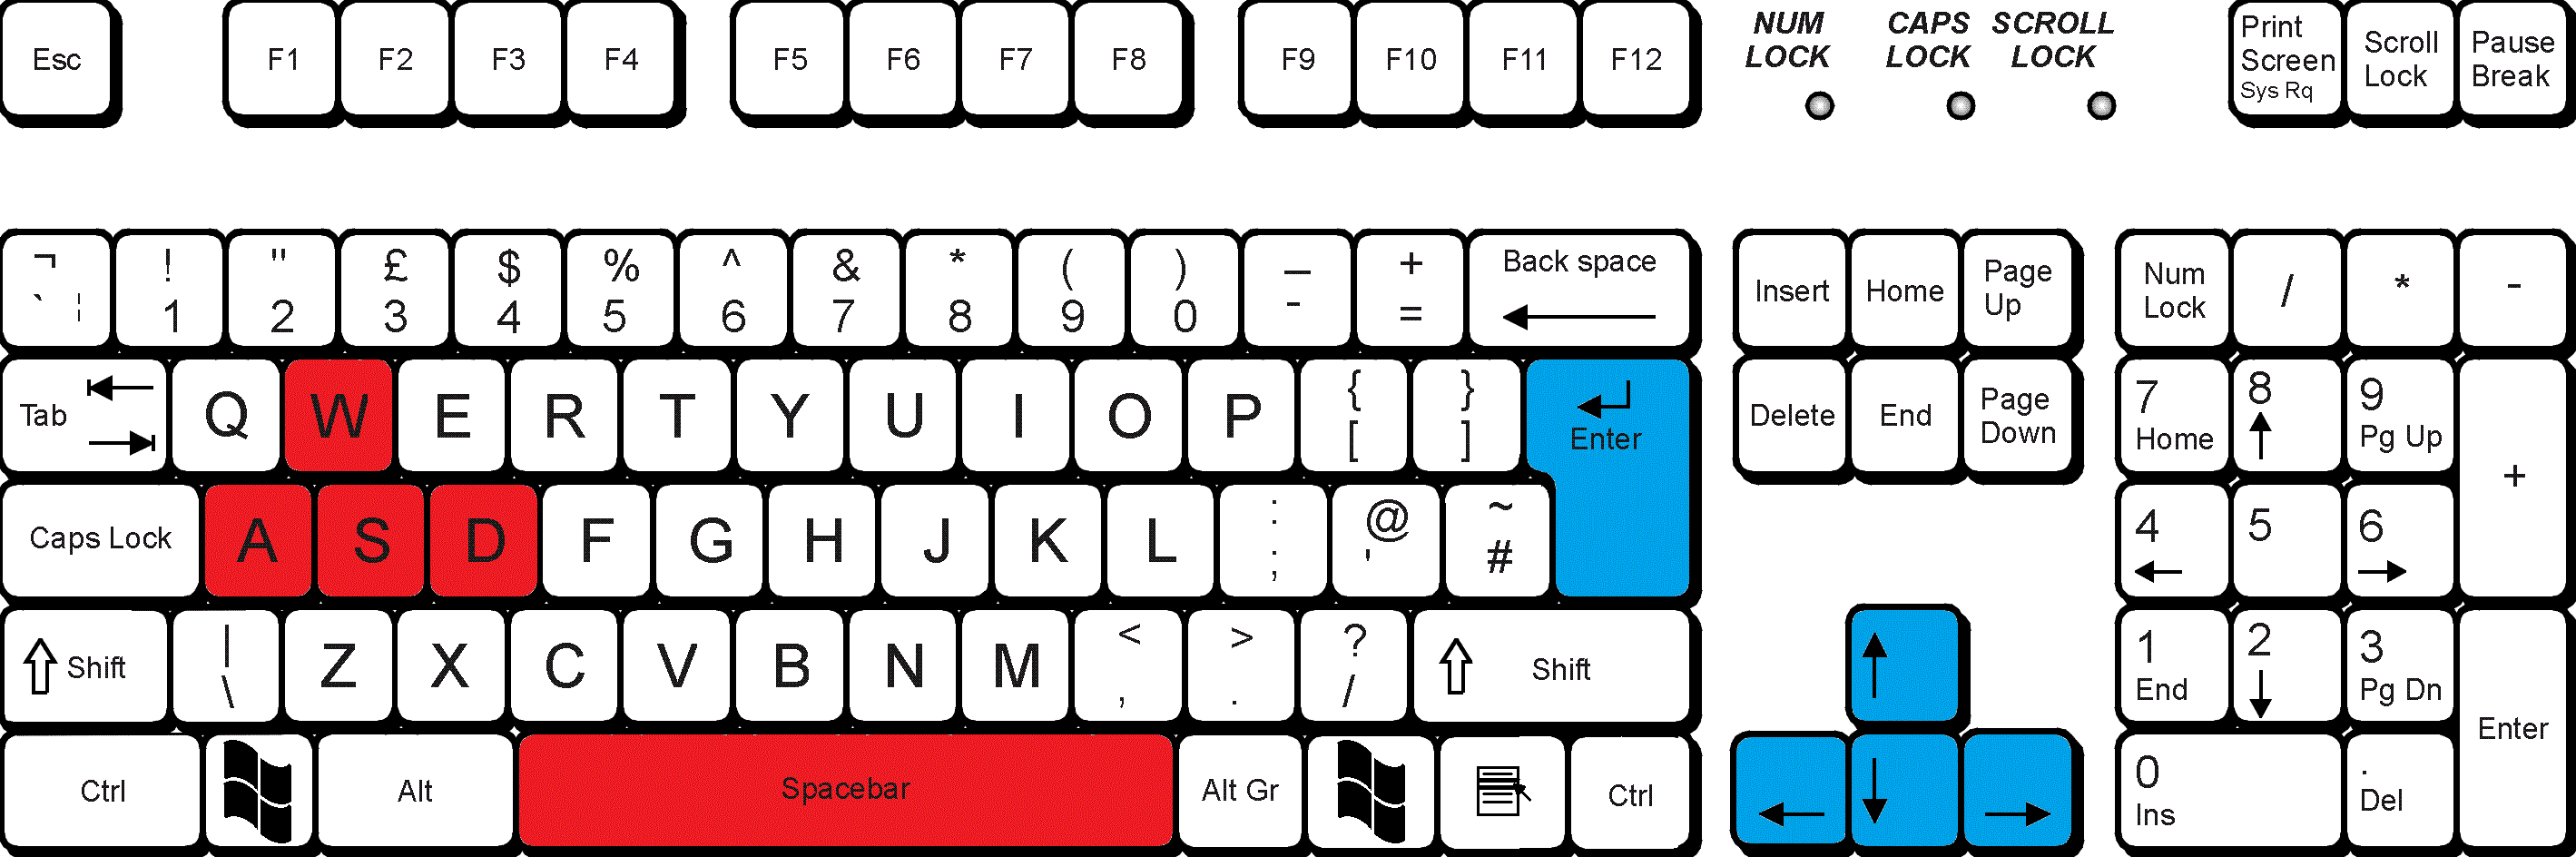 Esc F1 F2 F3 F4 F5 F6 F7 F8 F9 F10 F11 F12
NUM LOCK
CAPS LOCK
SCROLL LOCK
Print Screen Sys Rq
Scroll Lock
Pause Break
¬ ` ¦
! 1
" 2
£ 3
$ 4
% 5
^ 6
& 7
* 8
( 9
) 0
_ -
+ =
Back space
Insert Home Page Up
Num Lock / * -
Tab Q W E R T Y U I O P { [ } ] Enter
Delete End Page Down
7 Home
8
9 Pg Up
+
Caps Lock A S D F G H J K L : ; @ ' ~ #
4
5
6
Shift | \ Z X C V B N M < , > . ? / Shift
1 End
2
3 Pg Dn
Enter
Ctrl Alt Spacebar Alt Gr Ctrl
0 Ins
. Del